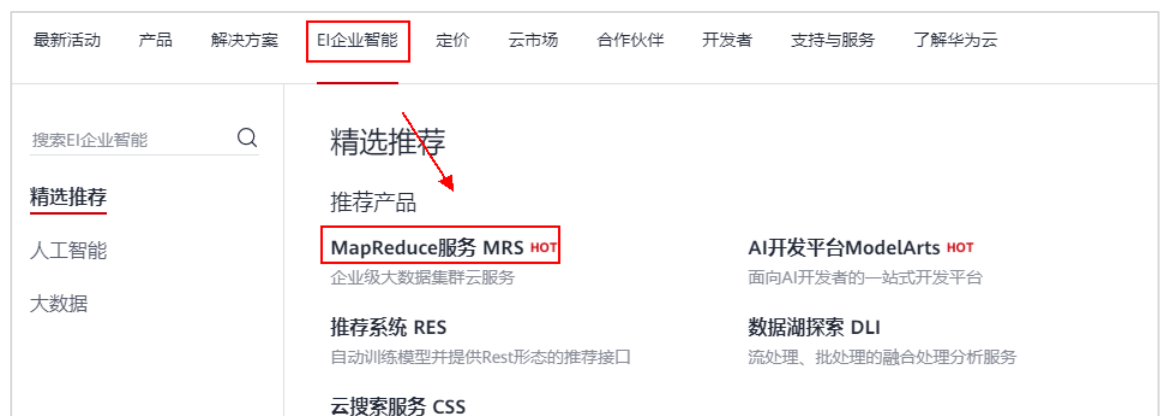 最新活动 产品 解决方案 EI企业智能 定价 云市场 合作伙伴 开发者 支持与服务 了解华为云
搜索EI企业智能
精选推荐
人工智能
大数据
精选推荐
推荐产品
MapReduce服务 MRS HOT
企业级大数据集群云服务
AI开发平台ModelArts HOT
面向AI开发者的一站式开发平台
推荐系统 RES
自动训练模型并提供Rest形态的推荐接口
数据湖探索 DLI
流处理、批处理的融合处理分析服务
云搜索服务 CSS